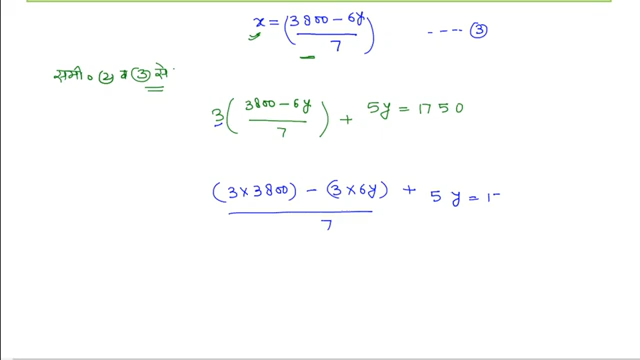 x = (3800 - 6y / 7) ---- (3)
समी० (2) व (3) से
3 (3800 - 6y / 7) + 5y = 1750
(3 × 3800) - (3 × 6y) / 7 + 5y = 1